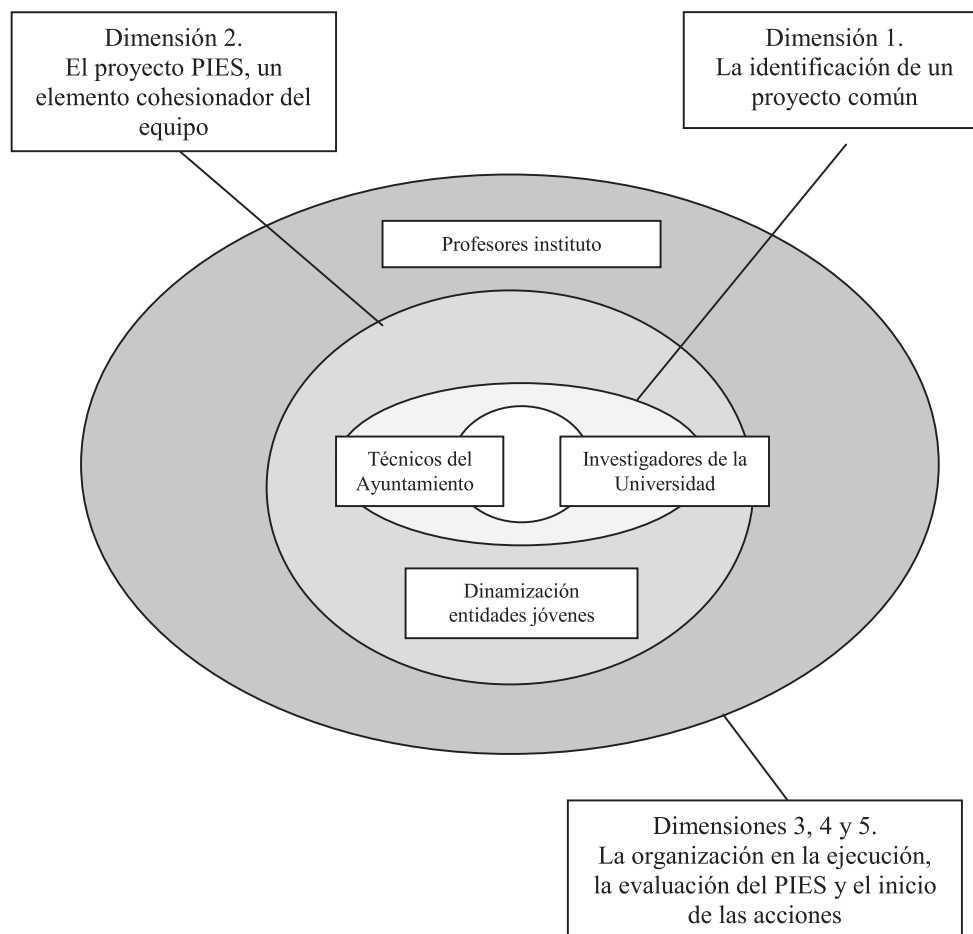 Dimensión 2.
El proyecto PIES, un
elemento cohesionador del
equipo
Dimensión 1.
La identificación de un
proyecto común
Profesores instituto
Técnicos del
Ayuntamiento
Investigadores de la
Universidad
Dinamización
entidades jóvenes
Dimensiones 3, 4 y 5.
La organización en la ejecución,
la evaluación del PIES y el inicio
de las acciones